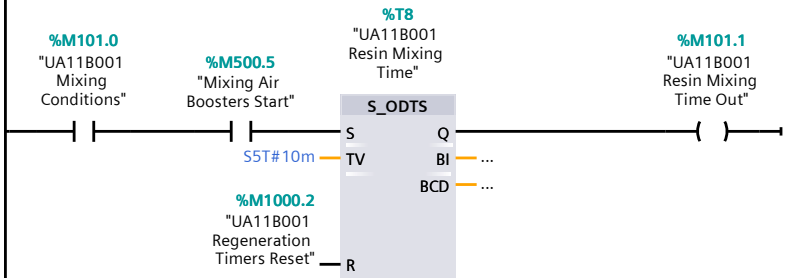 %T8
"UA11B001
Resin Mixing
Time"
%M101.0
"UA11B001
Mixing
Conditions"
%M500.5
"Mixing Air
Boosters Start"
%M101.1
"UA11B001
Resin Mixing
Time Out"
S_ODTS
S Q
S5T#10m TV BI ...
BCD ...
%M1000.2
"UA11B001
Regeneration
Timers Reset" R